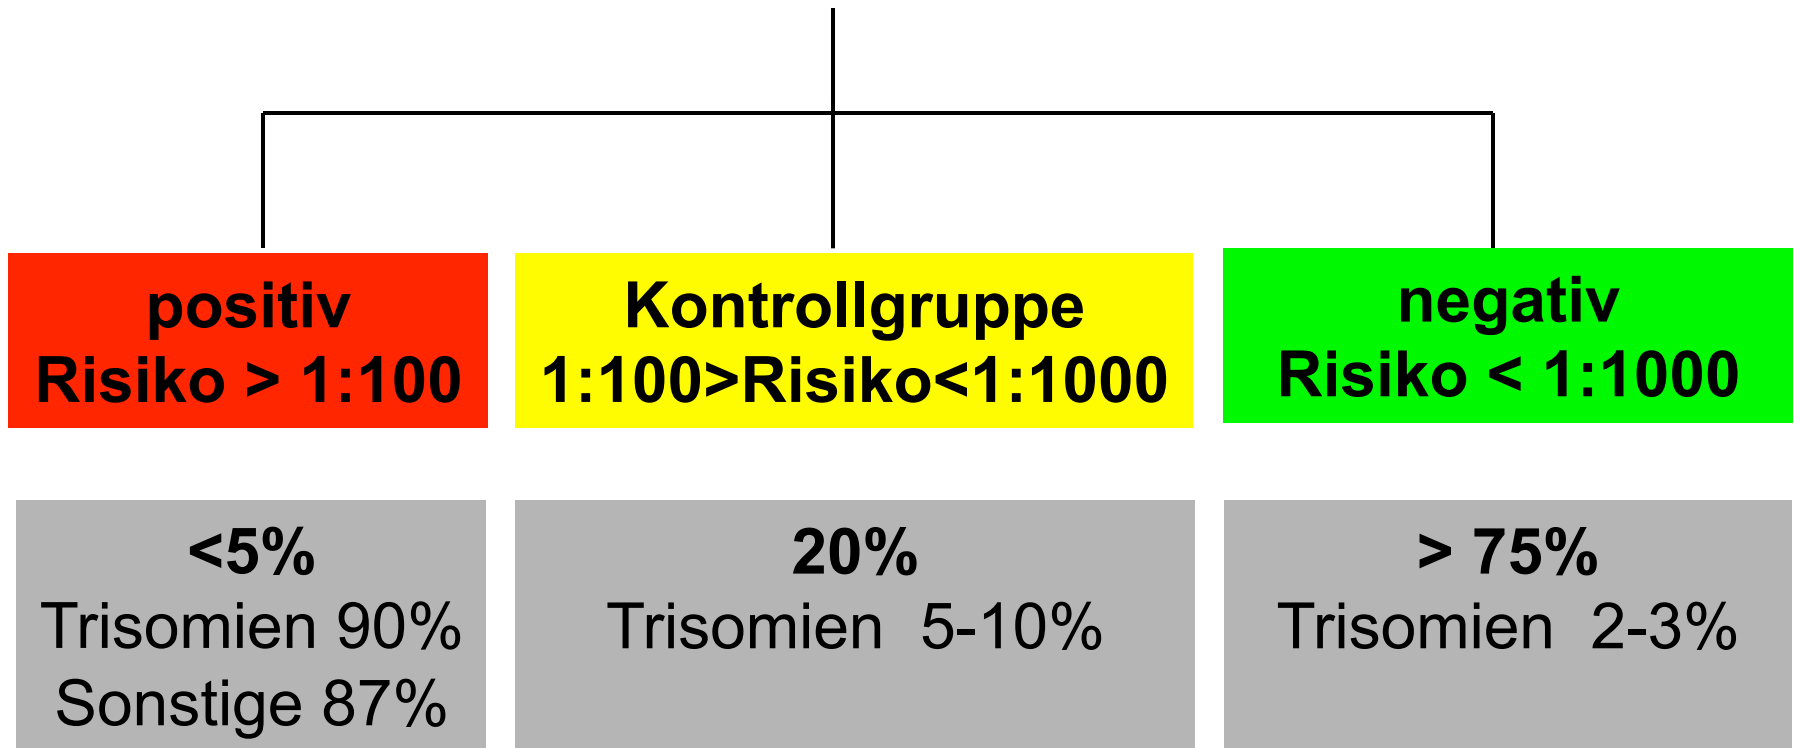 positiv
Risiko > 1:100
Kontrollgruppe
1:100>Risiko<1:1000
negativ
Risiko < 1:1000
<5%
Trisomien 90%
Sonstige 87%
20%
Trisomien 5-10%
> 75%
Trisomien 2-3%